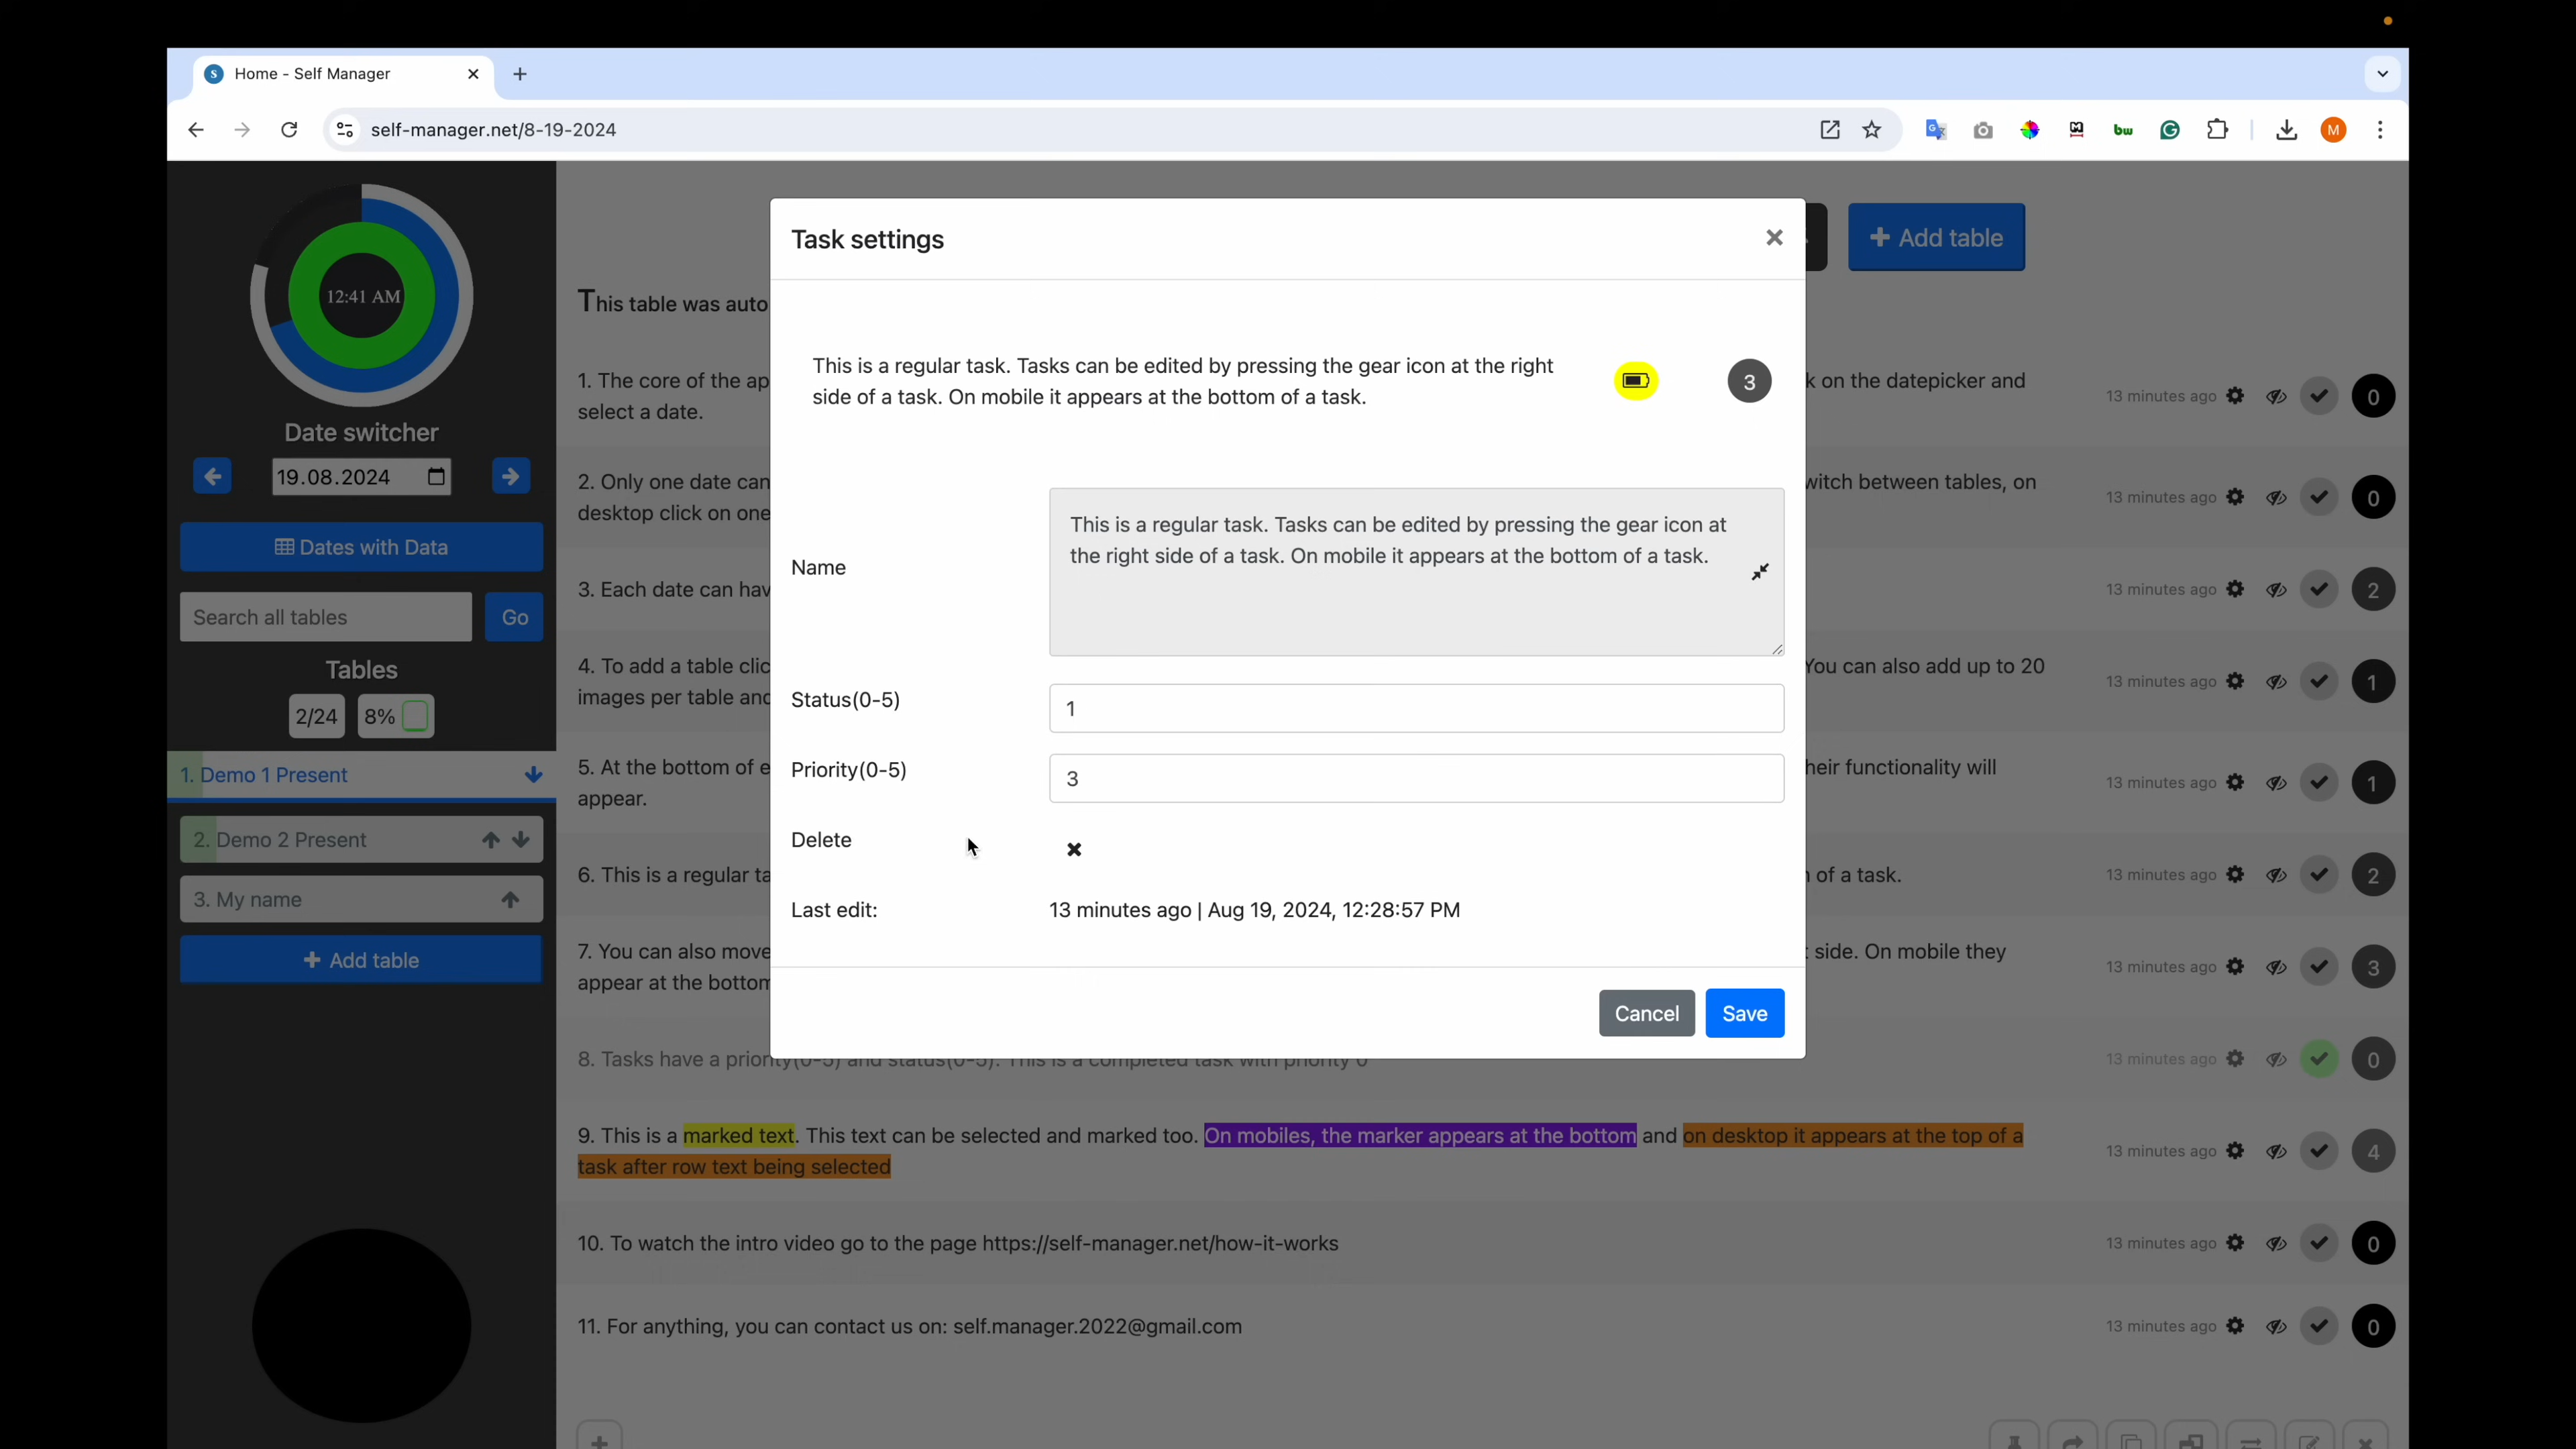 Home - Self Manager
self-manager.net/8-19-2024
bw
M
12:41 AM
Date switcher
19.08.2024
Dates with Data
Search all tables
Go
Tables
2/24
8%
1. Demo 1 Present
2. Demo 2 Present
3. My name
Add table
Add table
This table was auto
1. The core of the ap
k on the datepicker and
select a date.
13 minutes ago
0
2. Only one date can
witch between tables, on
desktop click on one
13 minutes ago
0
3. Each date can hav
13 minutes ago
2
4. To add a table clic
You can also add up to 20
images per table and
13 minutes ago
1
5. At the bottom of e
heir functionality will
appear.
13 minutes ago
1
6. This is a regular ta
of a task.
13 minutes ago
2
7. You can also move
side. On mobile they
appear at the bottom
13 minutes ago
3
8. Tasks have a priority(0-5) and status(0-5). This is a completed task with priority 0
13 minutes ago
0
9. This is a marked text. This text can be selected and marked too. On mobiles, the marker appears at the bottom and on desktop it appears at the top of a
task after row text being selected
13 minutes ago
4
10. To watch the intro video go to the page https://self-manager.net/how-it-works
13 minutes ago
0
11. For anything, you can contact us on: self.manager.2022@gmail.com
13 minutes ago
0
Task settings
This is a regular task. Tasks can be edited by pressing the gear icon at the right
side of a task. On mobile it appears at the bottom of a task.
3
Name
This is a regular task. Tasks can be edited by pressing the gear icon at
the right side of a task. On mobile it appears at the bottom of a task.
Status(0-5)
1
Priority(0-5)
3
Delete
Last edit:
13 minutes ago | Aug 19, 2024, 12:28:57 PM
Cancel
Save